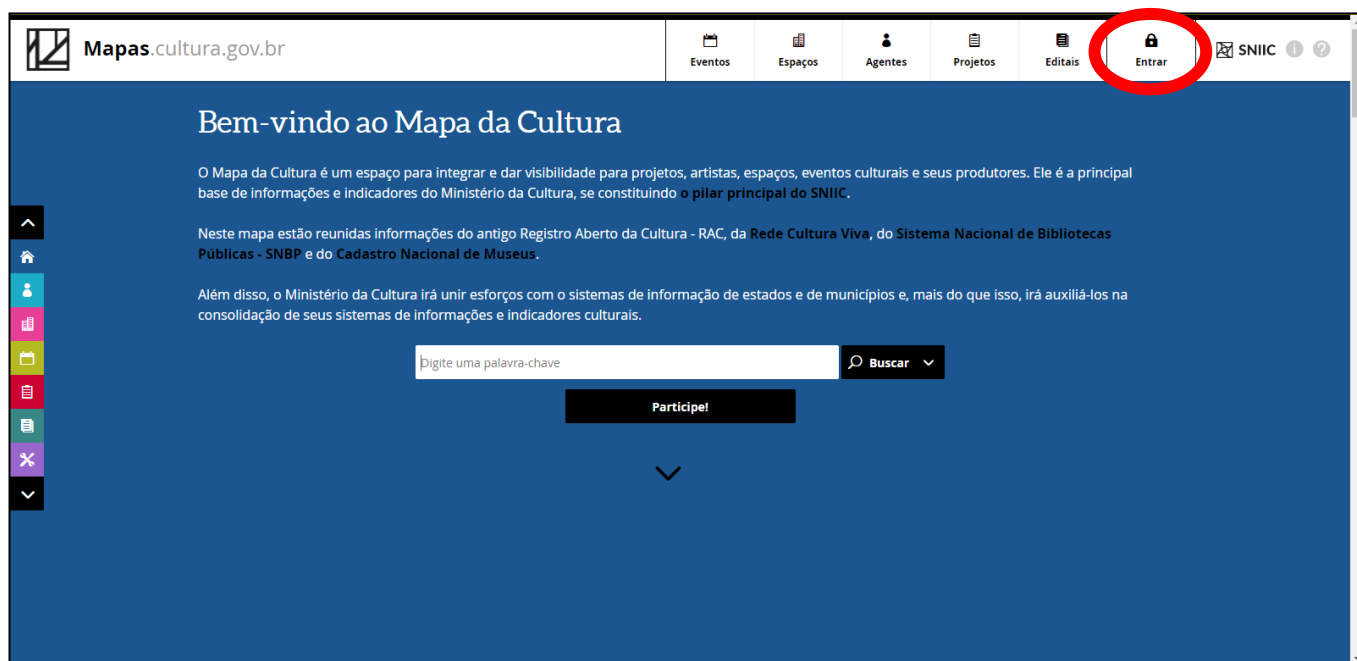 Mapas.cultura.gov.br
Eventos
Espaços
Agentes
Projetos
Editais
Entrar
SNIIC
Bem-vindo ao Mapa da Cultura
O Mapa da Cultura é um espaço para integrar e dar visibilidade para projetos, artistas, espaços, eventos culturais e seus produtores. Ele é a principal
base de informações e indicadores do Ministério da Cultura, se constituindo o pilar principal do SNIIC.
Neste mapa estão reunidas informações do antigo Registro Aberto da Cultura - RAC, da Rede Cultura Viva, do Sistema Nacional de Bibliotecas
Públicas - SNBP e do Cadastro Nacional de Museus.
Além disso, o Ministério da Cultura irá unir esforços com o sistemas de informação de estados e de municípios e, mais do que isso, irá auxiliá-los na
consolidação de seus sistemas de informações e indicadores culturais.
Digite uma palavra-chave
Buscar
Participe!